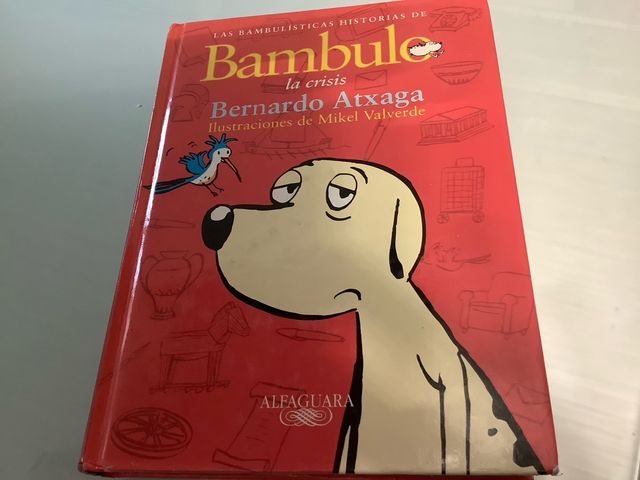 LAS BAMBULÍSTICAS HISTORIAS DE
Bambulo
la crisis
Bernardo Atxaga
Ilustraciones de Mikel Valverde
ALFAGUARA